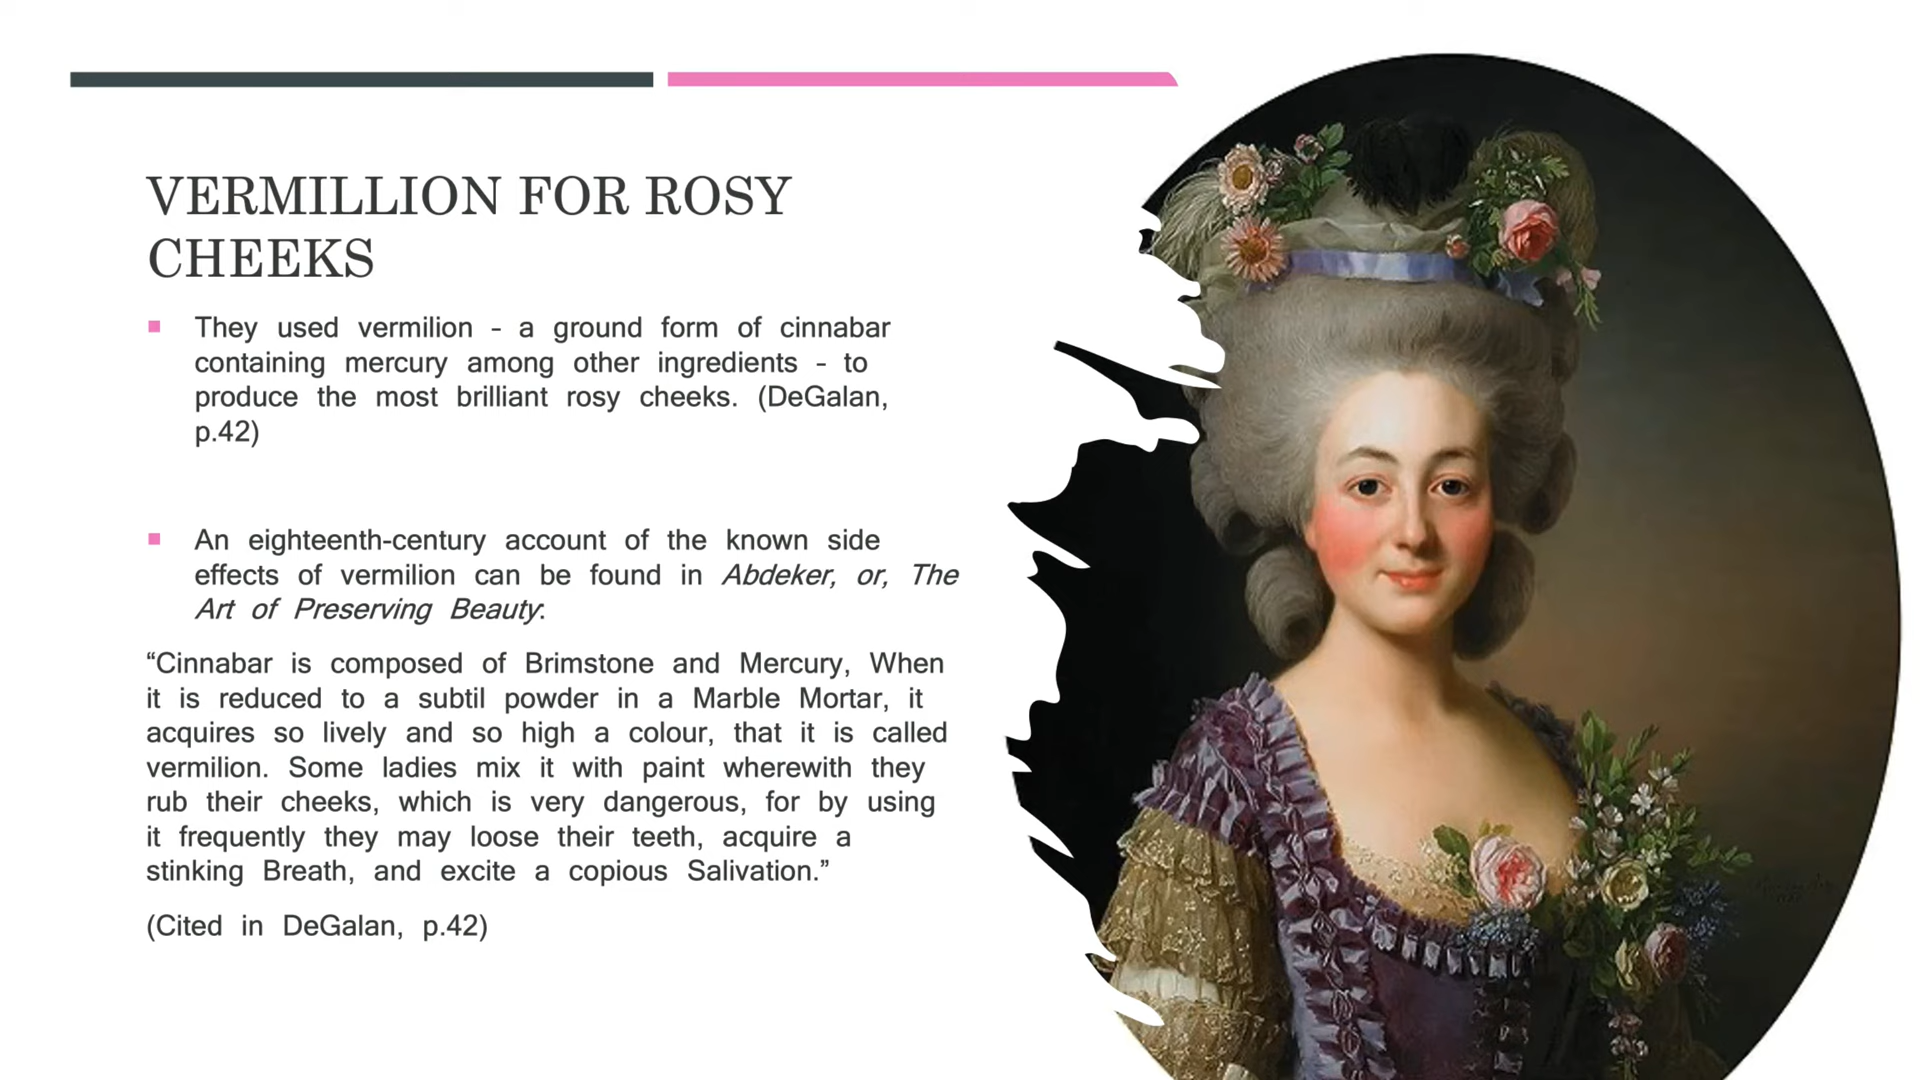 VERMILLION FOR ROSY
CHEEKS
They used vermilion - a ground form of cinnabar
containing mercury among other ingredients - to
produce the most brilliant rosy cheeks. (DeGalan,
p.42)
An eighteenth-century account of the known side
effects of vermilion can be found in Abdeker, or, The
Art of Preserving Beauty:
“Cinnabar is composed of Brimstone and Mercury, When
it is reduced to a subtil powder in a Marble Mortar, it
acquires so lively and so high a colour, that it is called
vermilion. Some ladies mix it with paint wherewith they
rub their cheeks, which is very dangerous, for by using
it frequently they may loose their teeth, acquire a
stinking Breath, and excite a copious Salivation.”
(Cited in DeGalan, p.42)